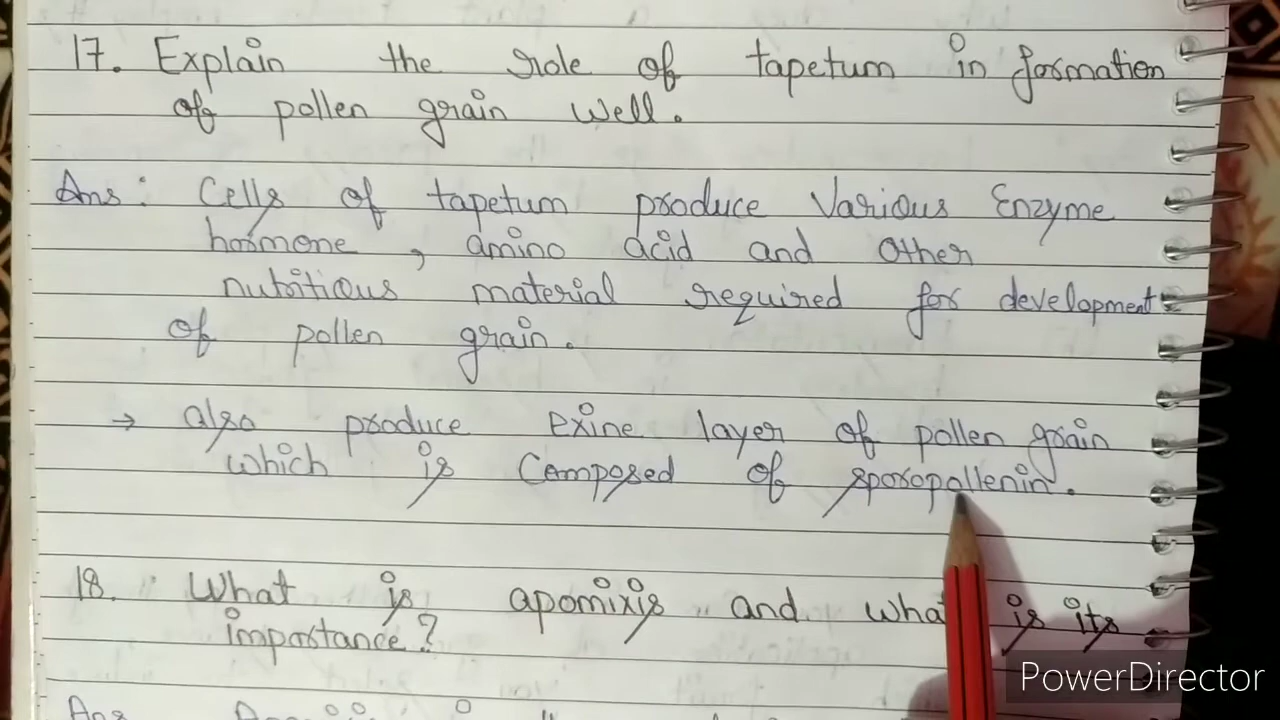 17. Explain the role of tapetum in formation
of pollen grain well.
Ans: Cells of tapetum produce Various Enzyme
hormone, amino acid and other
nutritious material required for development
of pollen grain.
→ also produce exine layer of pollen grain
which is Composed of sporopollenin.
18. What is apomixis and what is its
importance?
Ans
PowerDirector